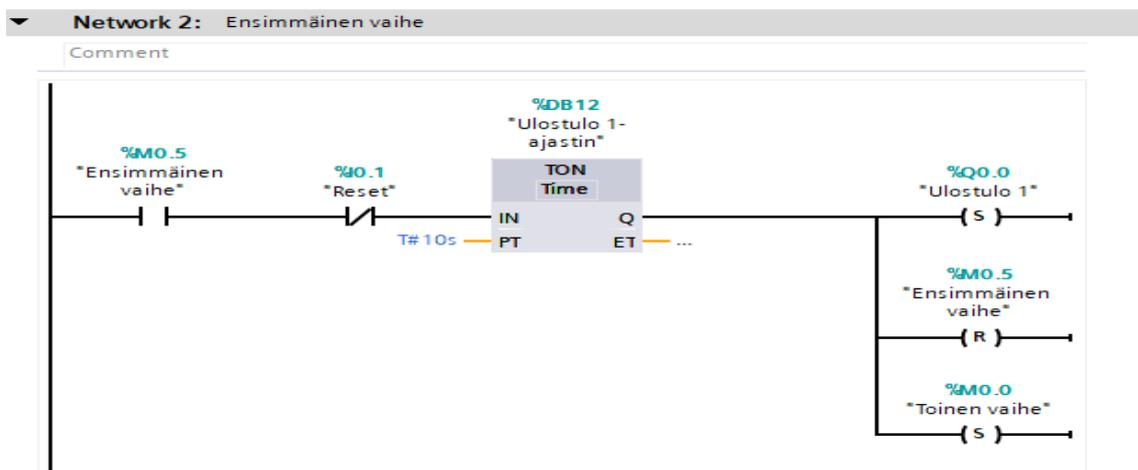 Network 2: Ensimmäinen vaihe
Comment
%DB12
"Ulostulo 1-
ajastin"
%M0.5
"Ensimmäinen
vaihe"
%I0.1
"Reset"
TON
Time
IN
Q
T#10s
PT
ET
...
%Q0.0
"Ulostulo 1"
S
%M0.5
"Ensimmäinen
vaihe"
R
%M0.0
"Toinen vaihe"
S